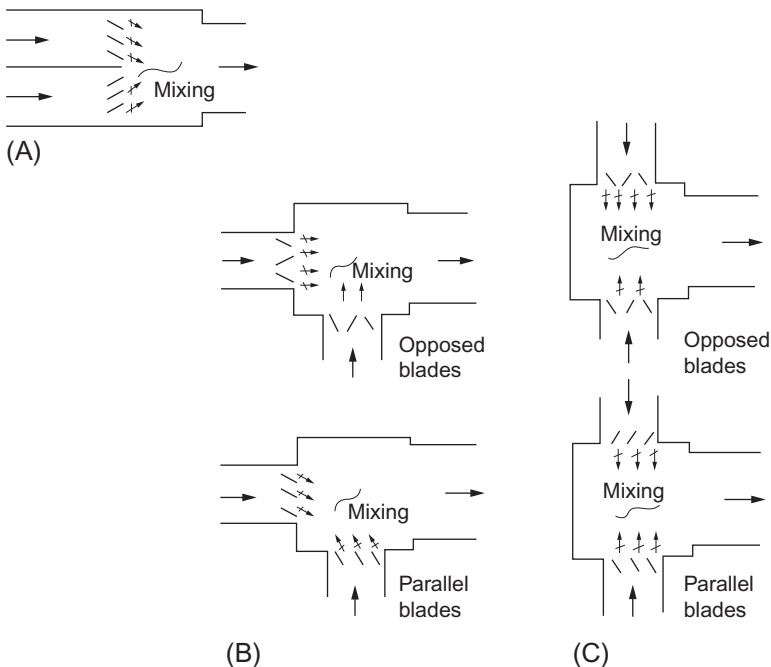 Mixing
(A)
Mixing
Opposed
blades
Mixing
Parallel
blades
(B)
Mixing
Opposed
blades
Mixing
Parallel
blades
(C)